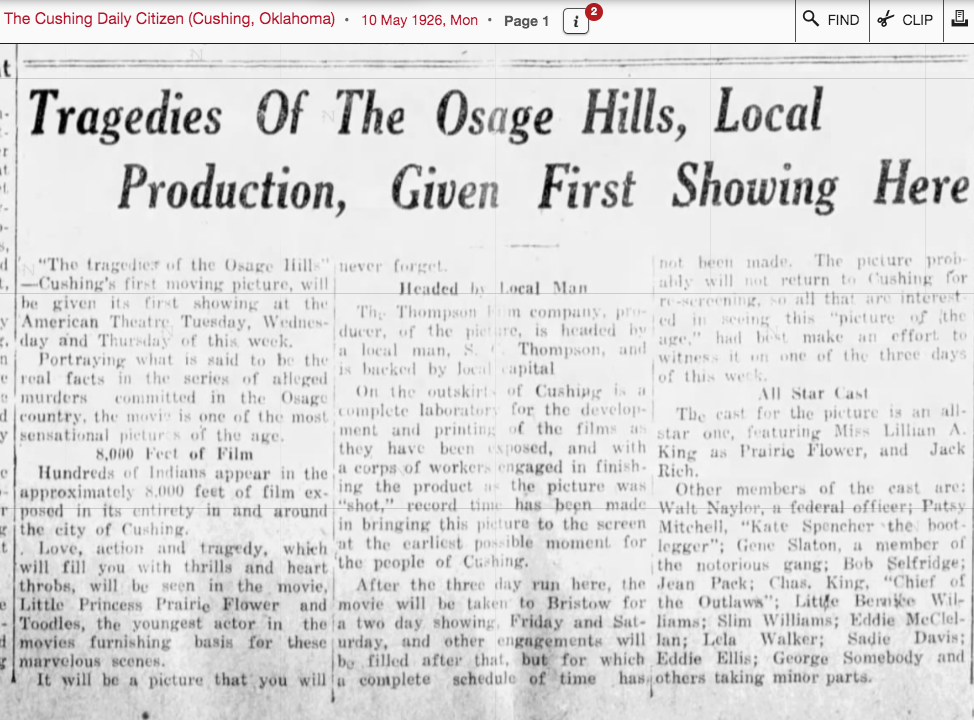 The Cushing Daily Citizen (Cushing, Oklahoma) • 10 May 1926, Mon • Page 1
2
FIND
CLIP
Tragedies Of The Osage Hills, Local
Production, Given First Showing Here
"The tragedies of the Osage Hills"
—Cushing's first moving picture, will
be given its first showing at the
American Theatre, Tuesday, Wednes-
day and Thursday of this week.
Portraying what is said to be the
real facts in the series of alleged
murders committed in the Osage
country, the movie is one of the most
sensational pictures of the age.
8,000 Feet of Film
Hundreds of Indians appear in the
approximately 8,000 feet of film ex-
posed in its entirety in and around
the city of Cushing.
Love, action and tragedy, which
will fill you with thrills and heart
throbs, will be seen in the movie,
Little Princess Prairie Flower and
Toodles, the youngest actor in the
movies furnishing basis for these
marvelous scenes.
It will be a picture that you will
never forget.
Headed by Local Man
The Thompson Film company, pro-
ducer, of the picture, is headed by
a local man, S. Thompson, and
is backed by local capital
On the outskirts of Cushing is a
complete laboratory for the develop-
ment and printing of the films as
they have been exposed, and with
a corps of workers engaged in finish-
ing the product as the picture was
"shot," record time has been made
in bringing this picture to the screen
at the earliest possible moment for
the people of Cushing.
After the three day run here, the
movie will be taken to Bristow for
a two day showing, Friday and Sat-
urday, and other engagements will
be filled after that, but for which
a complete schedule of time has
not been made. The picture prob-
ably will not return to Cushing for
re-screening, so all that are interest-
ed in seeing this "picture of the
age," had best make an effort to
witness it on one of the three days
of this week.
All Star Cast
The cast for the picture is an all-
star one, featuring Miss Lillian A.
King as Prairie Flower, and Jack
Rich.
Other members of the cast are:
Walt Naylor, a federal officer; Patsy
Mitchell, "Kate Spencher the boot-
legger"; Gene Slaton, a member of
the notorious gang; Bob Selfridge;
Jean Pack; Chas. King, "Chief of
the Outlaws"; Little Bernice Wil-
liams; Slim Williams; Eddie McClel-
lan; Lela Walker; Sadie Davis;
Eddie Ellis; George Somebody and
others taking minor parts.